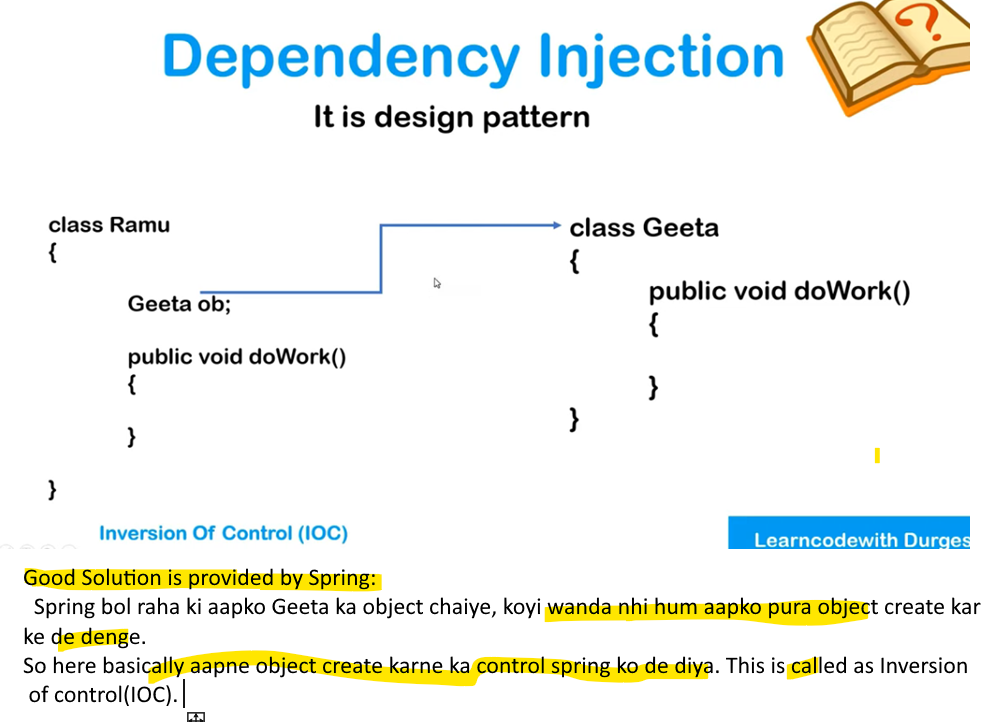 Dependency Injection
It is design pattern
class Ramu
{
Geeta ob;
public void doWork()
{
}
}
class Geeta
{
public void doWork()
{
}
}
Inversion Of Control (IOC)
Learncodewith Durges
Good Solution is provided by Spring:
Spring bol raha ki aapko Geeta ka object chaiye, koyi wanda nhi hum aapko pura object create kar
ke de denge.
So here basically aapne object create karne ka control spring ko de diya. This is called as Inversion
of control(IOC).